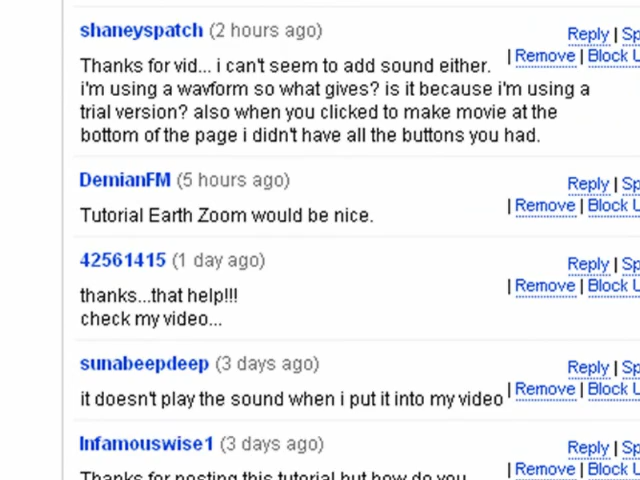 shaneyspatch (2 hours ago) Reply | Sp
| Remove | Block U
Thanks for vid... i can't seem to add sound either.
i'm using a wavform so what gives? is it because i'm using a
trial version? also when you clicked to make movie at the
bottom of the page i didn't have all the buttons you had.
DemianFM (5 hours ago) Reply | Sp
| Remove | Block U
Tutorial Earth Zoom would be nice.
42561415 (1 day ago) Reply | Sp
| Remove | Block U
thanks...that help!!!
check my video...
sunabeepdeep (3 days ago) Reply | Sp
| Remove | Block U
it doesn't play the sound when i put it into my video
Infamouswise1 (3 days ago) Reply | Sp
| Remove | Block U
Thanks for posting this tutorial but how do you